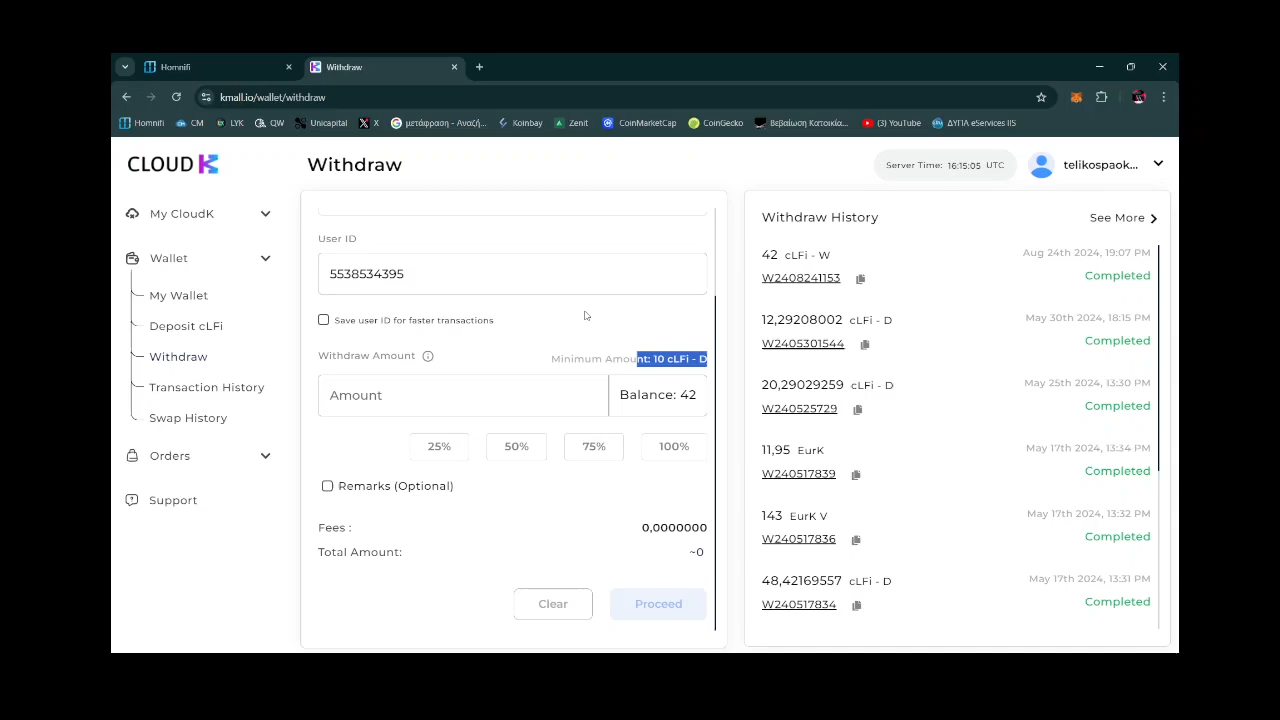 Homnifi
Withdraw
kmall.io/wallet/withdraw
Homnifi CM LYK QW Unicapital X μετάφραση - Αναζή... Koinbay Zenit CoinMarketCap CoinGecko Βεβαίωση Κατοικία... (3) YouTube ΔΥΠΑ eServices IIS
CLOUD K
Withdraw
Server Time: 16:15:05 UTC
telikospaok...
My CloudK
Wallet
My Wallet
Deposit cLFi
Withdraw
Transaction History
Swap History
Orders
Support
User ID
5538534395
Save user ID for faster transactions
Withdraw Amount
Minimum Amount: 10 cLFi - D
Amount
Balance: 42
25% 50% 75% 100%
Remarks (Optional)
Fees : 0,0000000
Total Amount: ~0
Clear Proceed
Withdraw History See More
42 cLFi - W Aug 24th 2024, 19:07 PM
W2408241153 Completed
12,29208002 cLFi - D May 30th 2024, 18:15 PM
W2405301544 Completed
20,29029259 cLFi - D May 25th 2024, 13:30 PM
W240525729 Completed
11,95 EurK May 17th 2024, 13:34 PM
W240517839 Completed
143 EurK V May 17th 2024, 13:32 PM
W240517836 Completed
48,42169557 cLFi - D May 17th 2024, 13:31 PM
W240517834 Completed